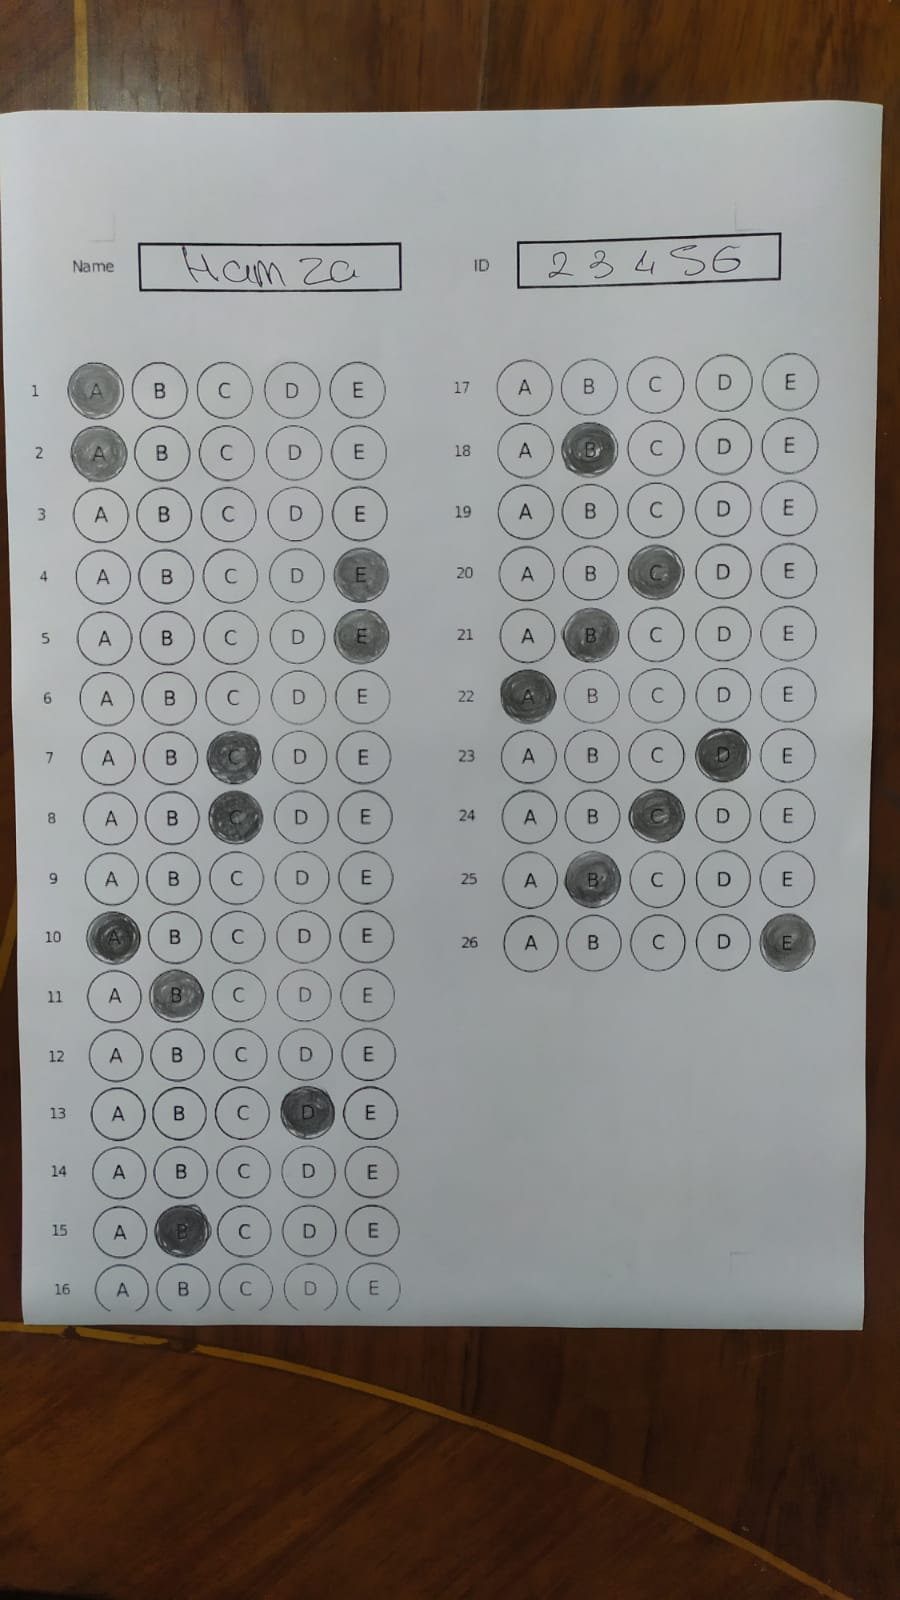 Name Hamza ID 23456
1 A B C D E
2 A B C D E
3 A B C D E
4 A B C D E
5 A B C D E
6 A B C D E
7 A B C D E
8 A B C D E
9 A B C D E
10 A B C D E
11 A B C D E
12 A B C D E
13 A B C D E
14 A B C D E
15 A B C D E
16 A B C D E
17 A B C D E
18 A B C D E
19 A B C D E
20 A B C D E
21 A B C D E
22 A B C D E
23 A B C D E
24 A B C D E
25 A B C D E
26 A B C D E